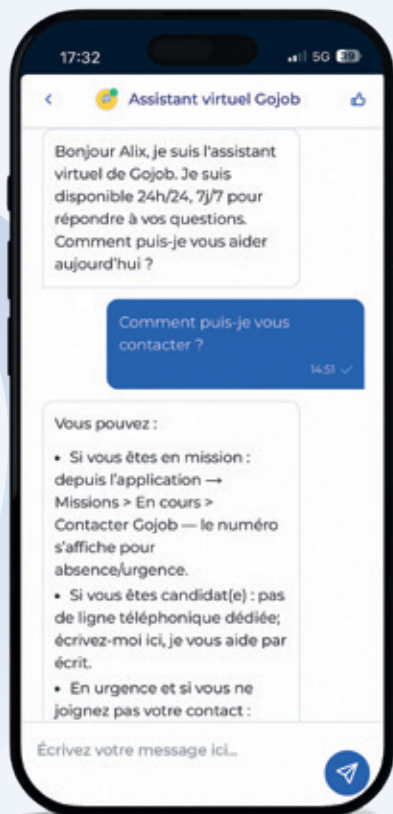 17:32
5G 39
Assistant virtuel Gojob
Bonjour Alix, je suis l'assistant
virtuel de Gojob. Je suis
disponible 24h/24, 7j/7 pour
répondre à vos questions.
Comment puis-je vous aider
aujourd'hui ?
Comment puis-je vous
contacter ?
14:51
Vous pouvez :
• Si vous êtes en mission :
depuis l'application →
Missions > En cours >
Contacter Gojob — le numéro
s'affiche pour
absence/urgence.
• Si vous êtes candidat(e) : pas
de ligne téléphonique dédiée;
écrivez-moi ici, je vous aide par
écrit.
• En urgence et si vous ne
joignez pas votre contact :
Écrivez votre message ici...